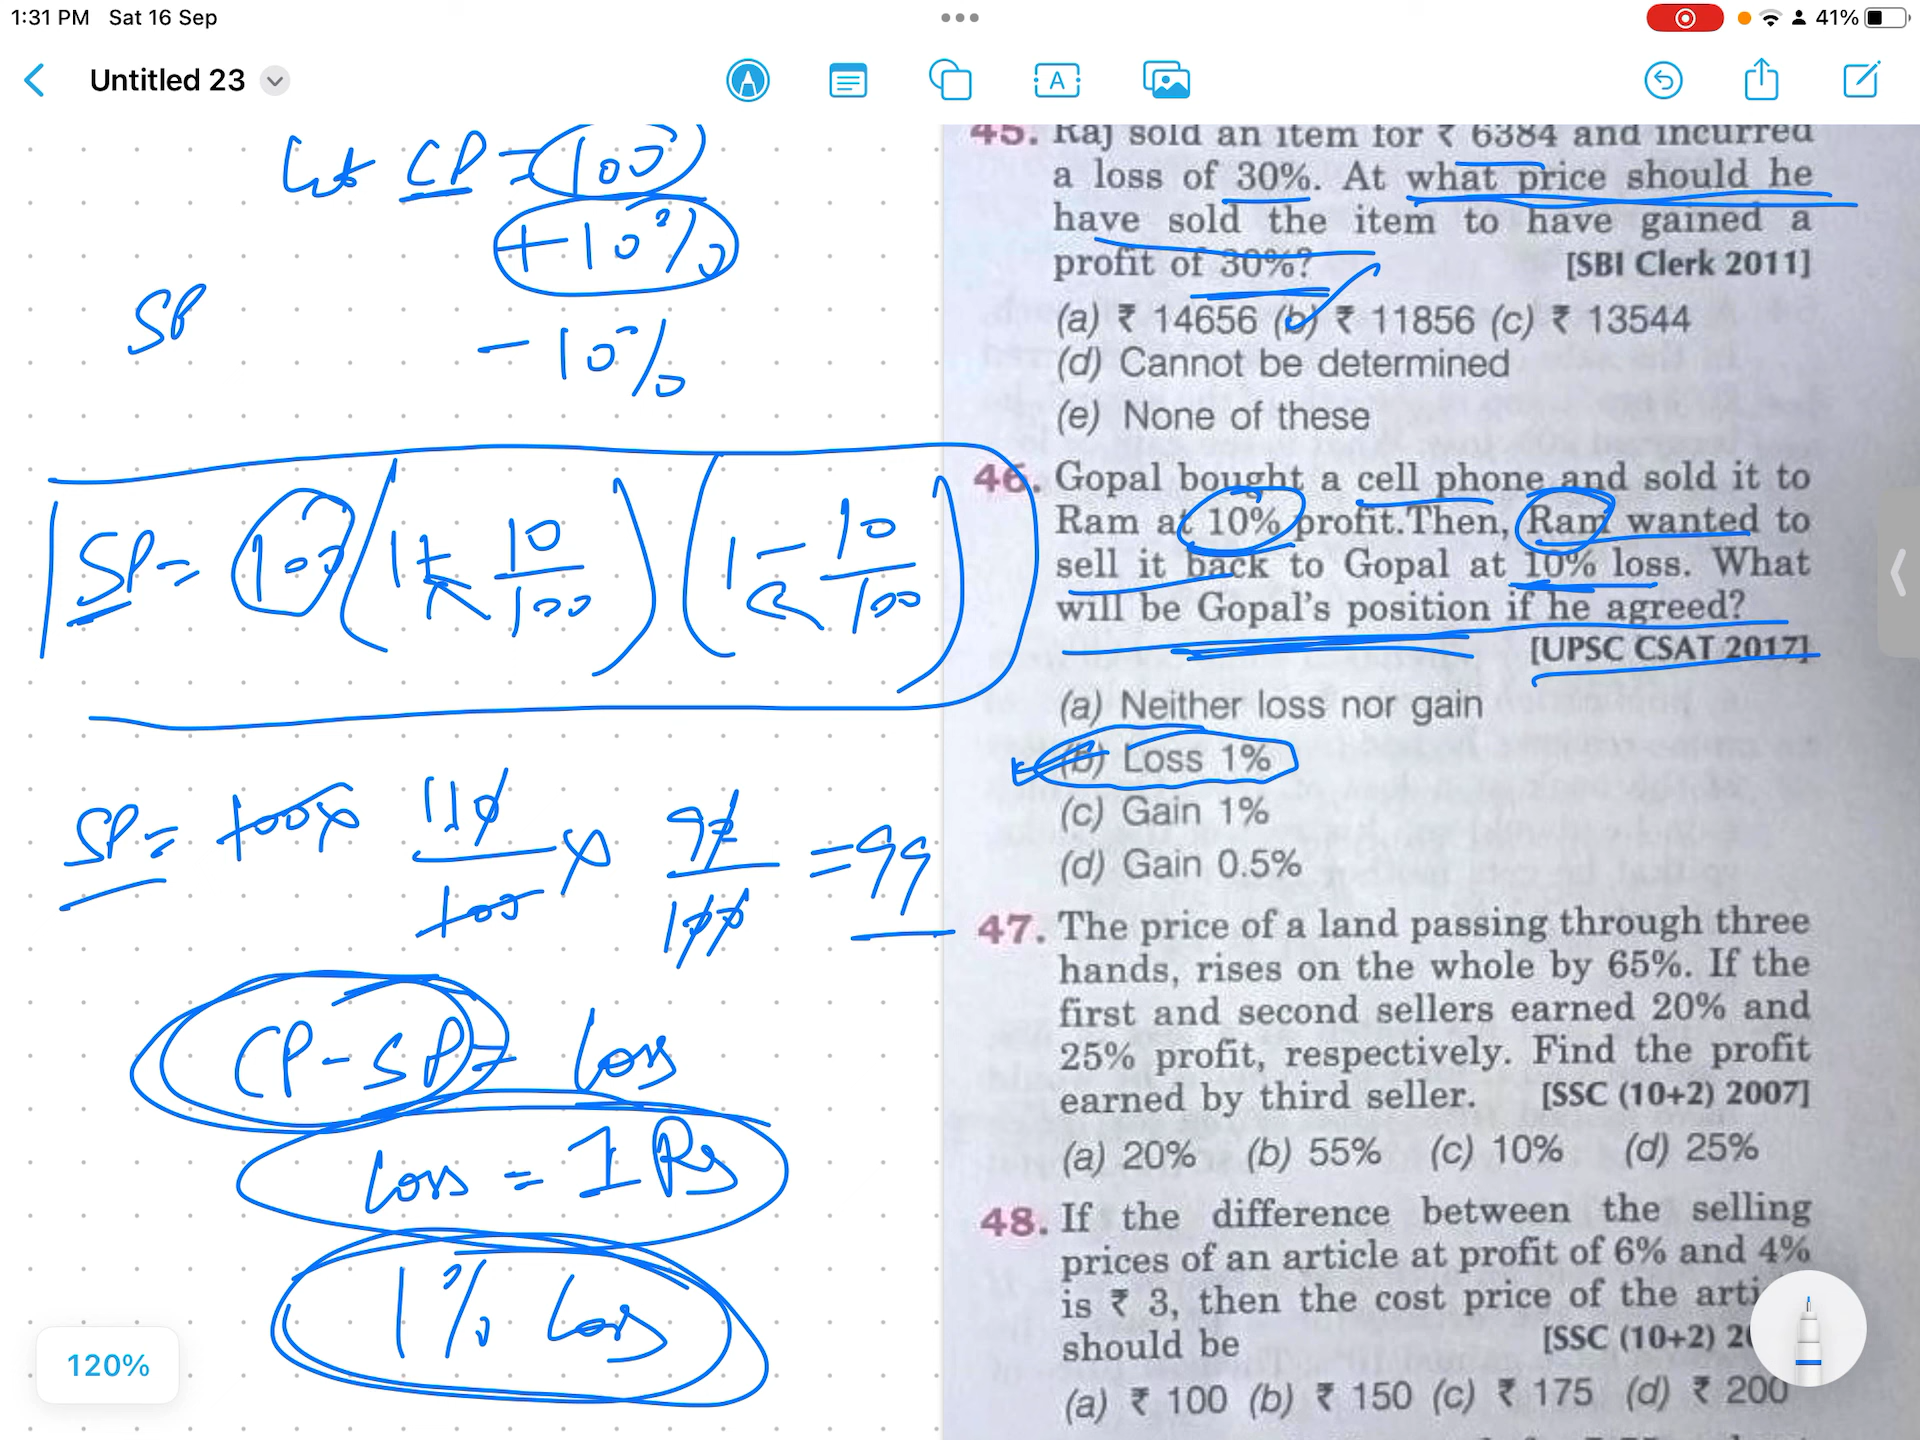 1:31 PM Sat 16 Sep
41%
Untitled 23
A
Let CP = 100
+10%
SP
-10%
SP = 100 (1 + 10/100) (1 - 10/100)
SP = 100 x 110/100 x 90/100 = 99
CP - SP = Loss
Loss = 1 Rs
1% Loss
120%
45. Raj sold an item for ₹ 6384 and incurred
a loss of 30%. At what price should he
have sold the item to have gained a
profit of 30%? [SBI Clerk 2011]
(a) ₹ 14656 (b) ₹ 11856 (c) ₹ 13544
(d) Cannot be determined
(e) None of these
46. Gopal bought a cell phone and sold it to
Ram at 10% profit. Then, Ram wanted to
sell it back to Gopal at 10% loss. What
will be Gopal's position if he agreed?
[UPSC CSAT 2017]
(a) Neither loss nor gain
(b) Loss 1%
(c) Gain 1%
(d) Gain 0.5%
47. The price of a land passing through three
hands, rises on the whole by 65%. If the
first and second sellers earned 20% and
25% profit, respectively. Find the profit
earned by third seller. [SSC (10+2) 2007]
(a) 20% (b) 55% (c) 10% (d) 25%
48. If the difference between the selling
prices of an article at profit of 6% and 4%
is ₹ 3, then the cost price of the arti
should be [SSC (10+2) 20
(a) ₹ 100 (b) ₹ 150 (c) ₹ 175 (d) ₹ 200